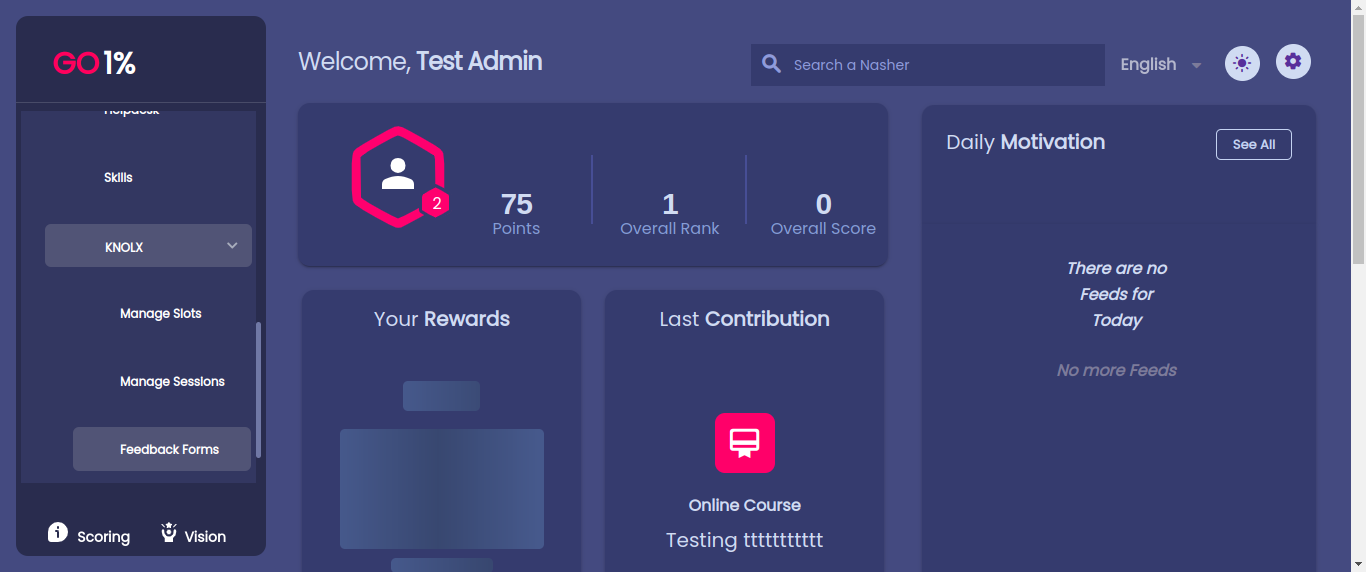 GO1%
Helpdesk
Skills
KNOLX
Manage Slots
Manage Sessions
Feedback Forms
Scoring
Vision
Welcome, Test Admin
Search a Nasher
English
2
75
Points
1
Overall Rank
0
Overall Score
Daily Motivation
See All
There are no
Feeds for
Today
No more Feeds
Your Rewards
Last Contribution
Online Course
Testing tttttttttt